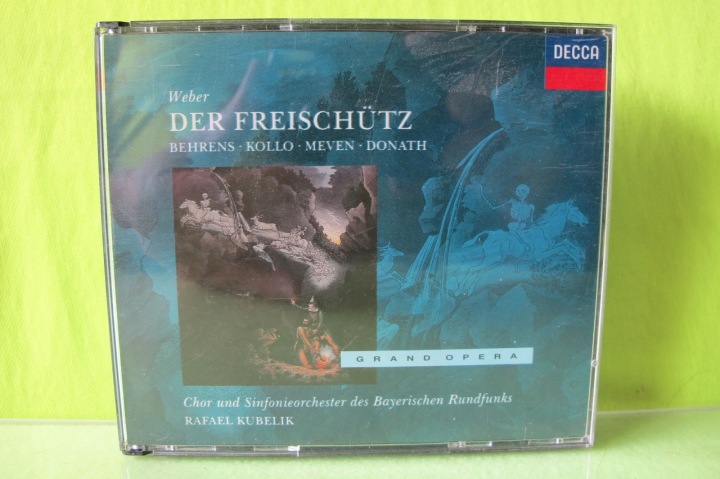 DECCA
Weber
DER FREISCHÜTZ
BEHRENS · KOLLO · MEVEN · DONATH
GRAND OPERA
Chor und Sinfonieorchester des Bayerischen Rundfunks
RAFAEL KUBELIK